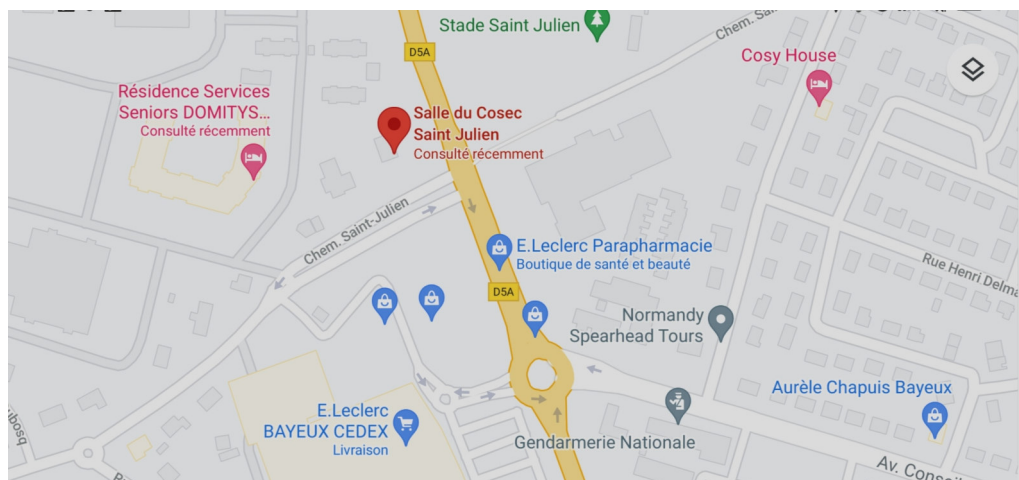 Stade Saint Julien
D5A
Chem. Sai
Cosy House
Résidence Services
Seniors DOMITYS...
Consulté récemment
Salle du Cosec
Saint Julien
Consulté récemment
Chem. Saint-Julien
E.Leclerc Parapharmacie
Boutique de santé et beauté
Rue Henri Delma
D5A
Normandy
Spearhead Tours
Aurèle Chapuis Bayeux
E.Leclerc
BAYEUX CEDEX
Livraison
Gendarmerie Nationale
ubosq
Av. Conseil